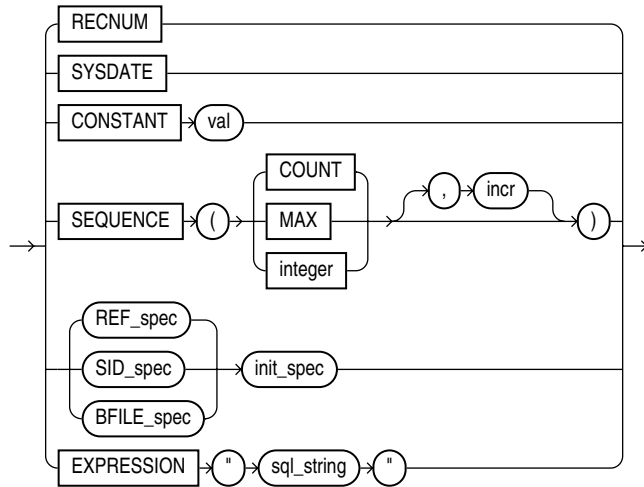 RECNUM
SYSDATE
CONSTANT val
COUNT
, incr
SEQUENCE ( MAX )
integer
REF_spec
SID_spec init_spec
BFILE_spec
EXPRESSION " sql_string "